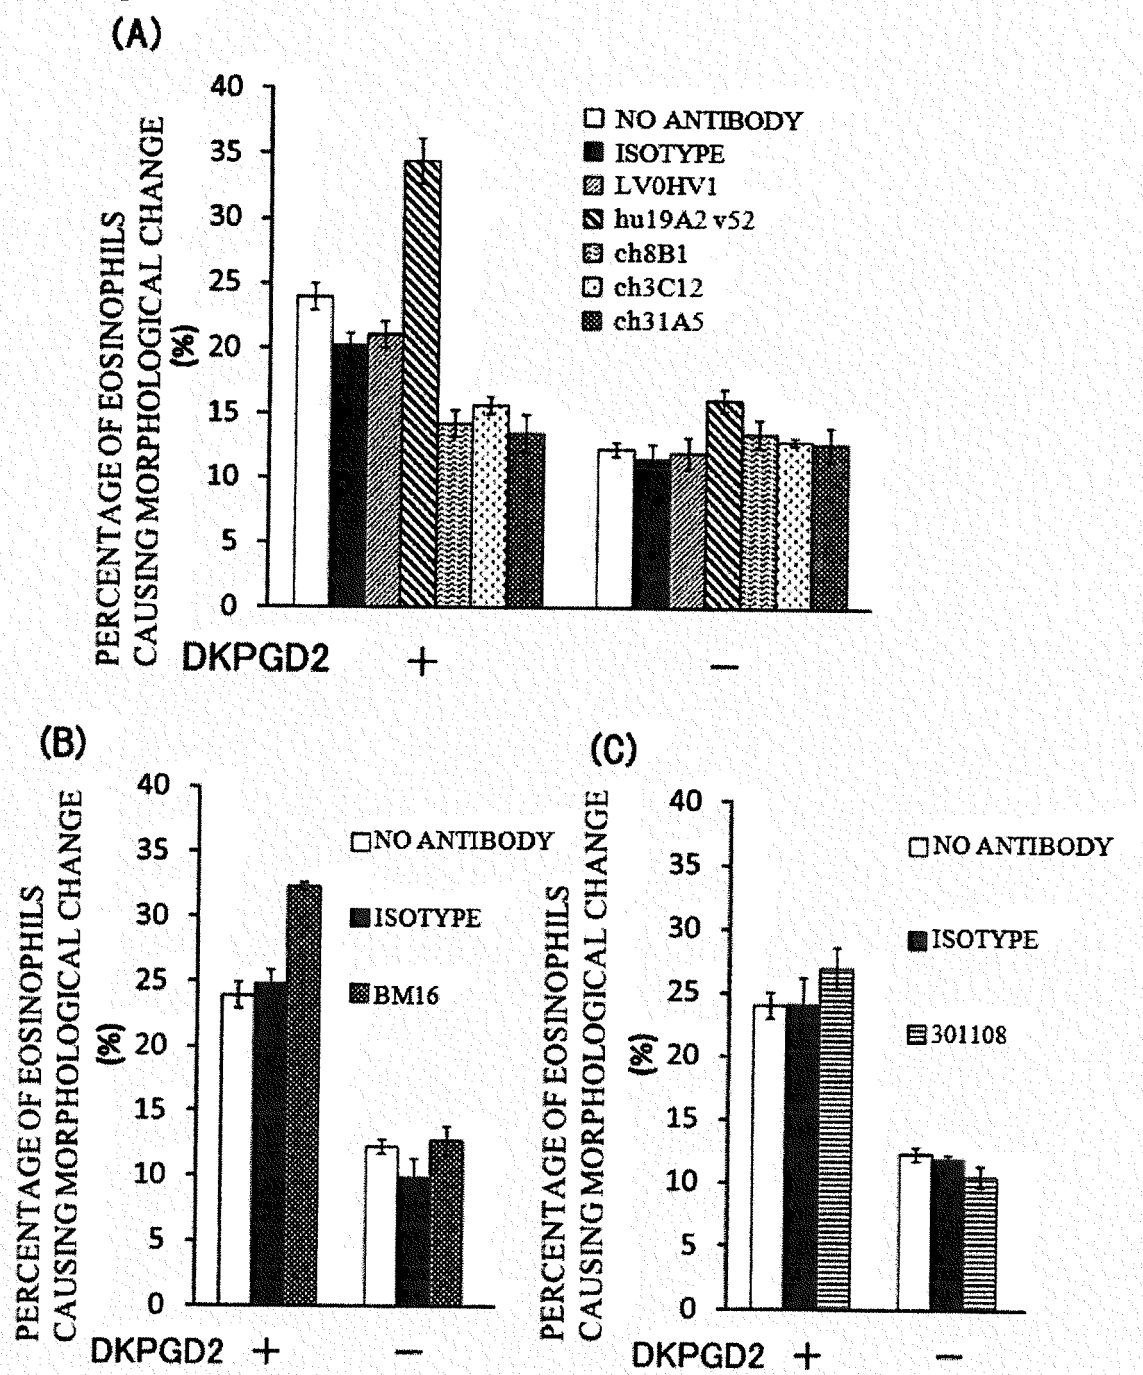 (A)
PERCENTAGE OF EOSINOPHILS
CAUSING MORPHOLOGICAL CHANGE
(%)
40
35
30
25
20
15
10
5
0
NO ANTIBODY
ISOTYPE
LV0HV1
hu19A2 v52
ch8B1
ch3C12
ch31A5
DKPGD2 + −
(B)
PERCENTAGE OF EOSINOPHILS
CAUSING MORPHOLOGICAL CHANGE
(%)
40
35
30
25
20
15
10
5
0
NO ANTIBODY
ISOTYPE
BM16
DKPGD2 + −
(C)
PERCENTAGE OF EOSINOPHILS
CAUSING MORPHOLOGICAL CHANGE
(%)
40
35
30
25
20
15
10
5
0
NO ANTIBODY
ISOTYPE
301108
DKPGD2 + −